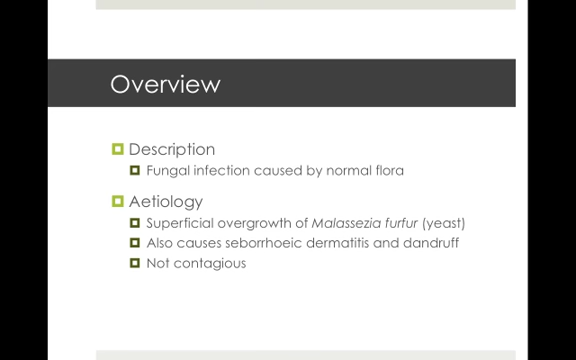 Overview
Description
Fungal infection caused by normal flora
Aetiology
Superficial overgrowth of Malassezia furfur (yeast)
Also causes seborrhoeic dermatitis and dandruff
Not contagious